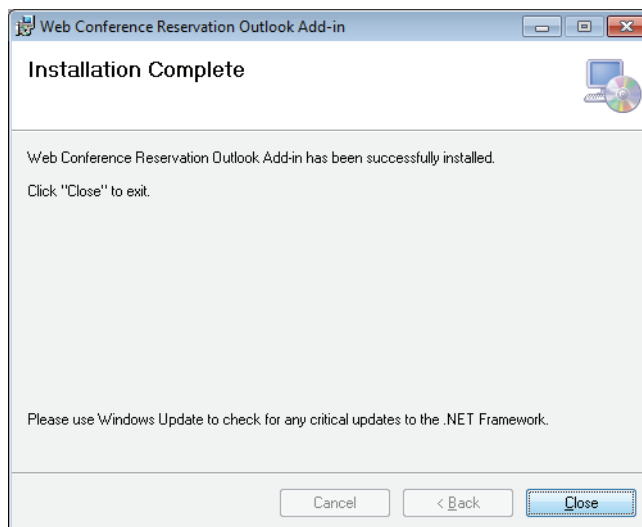 Web Conference Reservation Outlook Add-in
Installation Complete
Web Conference Reservation Outlook Add-in has been successfully installed.
Click "Close" to exit.
Please use Windows Update to check for any critical updates to the .NET Framework.
Cancel
< Back
Close